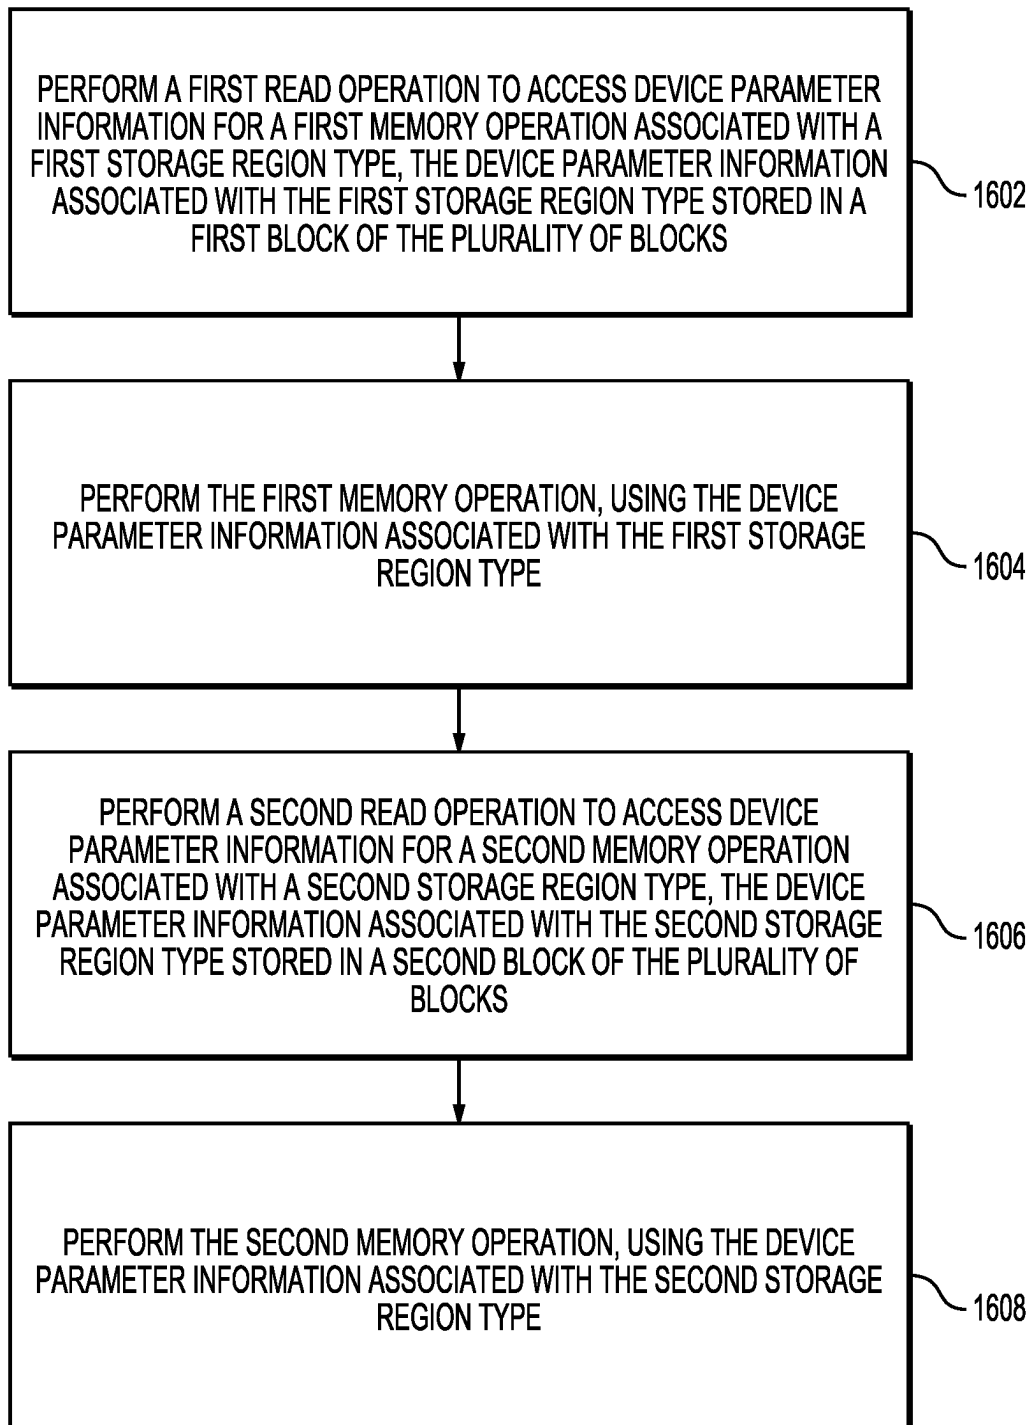 PERFORM A FIRST READ OPERATION TO ACCESS DEVICE PARAMETER
INFORMATION FOR A FIRST MEMORY OPERATION ASSOCIATED WITH A
FIRST STORAGE REGION TYPE, THE DEVICE PARAMETER INFORMATION
ASSOCIATED WITH THE FIRST STORAGE REGION TYPE STORED IN A
FIRST BLOCK OF THE PLURALITY OF BLOCKS
1602
PERFORM THE FIRST MEMORY OPERATION, USING THE DEVICE
PARAMETER INFORMATION ASSOCIATED WITH THE FIRST STORAGE
REGION TYPE
1604
PERFORM A SECOND READ OPERATION TO ACCESS DEVICE
PARAMETER INFORMATION FOR A SECOND MEMORY OPERATION
ASSOCIATED WITH A SECOND STORAGE REGION TYPE, THE DEVICE
PARAMETER INFORMATION ASSOCIATED WITH THE SECOND STORAGE
REGION TYPE STORED IN A SECOND BLOCK OF THE PLURALITY OF
BLOCKS
1606
PERFORM THE SECOND MEMORY OPERATION, USING THE DEVICE
PARAMETER INFORMATION ASSOCIATED WITH THE SECOND STORAGE
REGION TYPE
1608